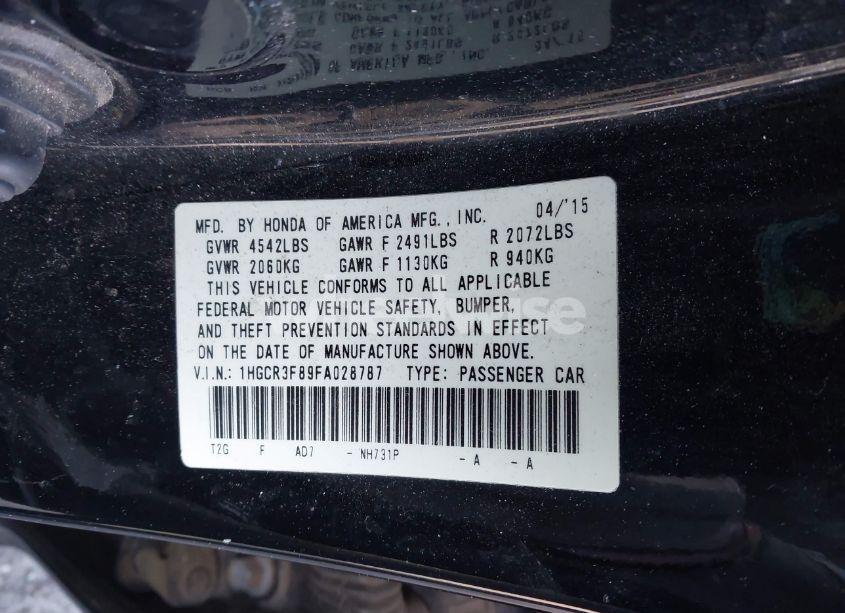 MFD. BY HONDA OF AMERICA MFG., INC. 04/'15
GVWR 4542LBS GAWR F 2491LBS R 2072LBS
GVWR 2060KG GAWR F 1130KG R 940KG
THIS VEHICLE CONFORMS TO ALL APPLICABLE
FEDERAL MOTOR VEHICLE SAFETY, BUMPER,
AND THEFT PREVENTION STANDARDS IN EFFECT
ON THE DATE OF MANUFACTURE SHOWN ABOVE.
V.I.N.: 1HGCR3F89FA028787 TYPE: PASSENGER CAR
T2G F AD7 - NH731P - A - A